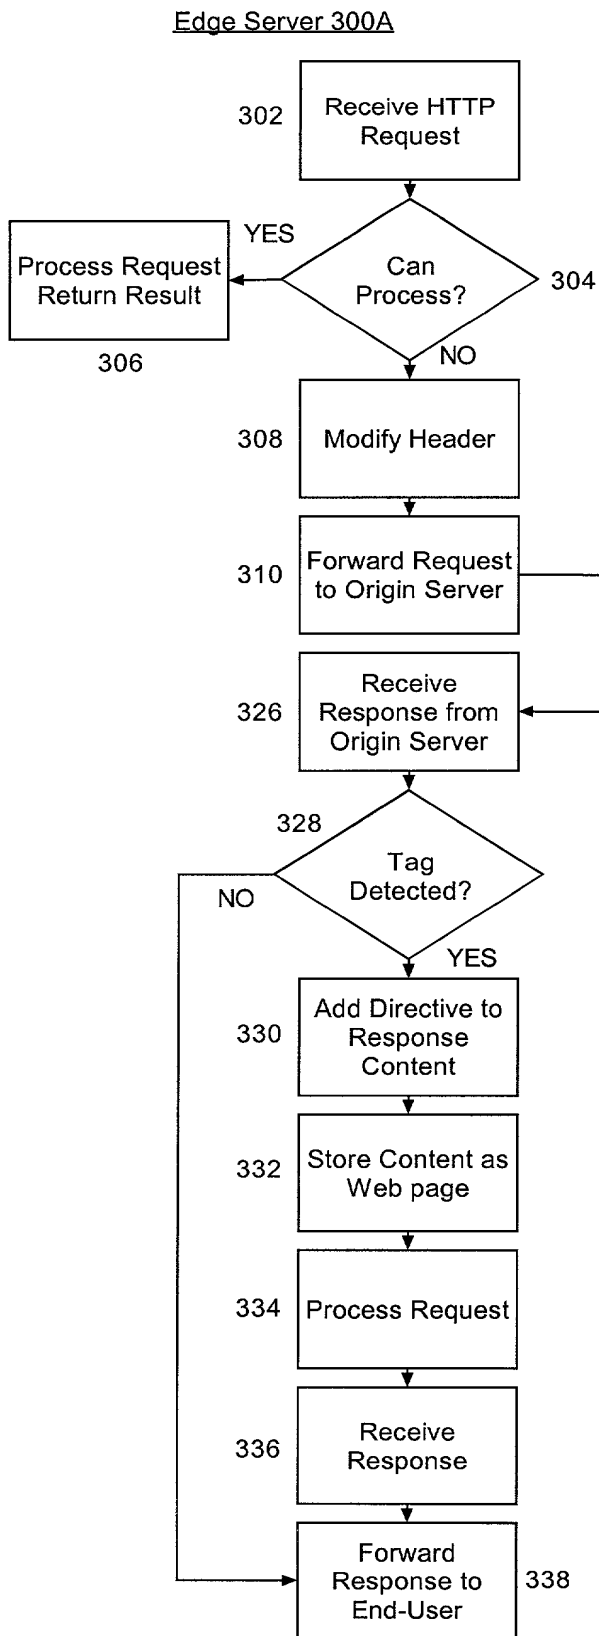 Edge Server 300A
302
Receive HTTP
Request
YES
Process Request
Return Result
306
Can
Process?
304
NO
308
Modify Header
310
Forward Request
to Origin Server
326
Receive
Response from
Origin Server
328
Tag
Detected?
NO
YES
330
Add Directive to
Response
Content
332
Store Content as
Web page
334
Process Request
336
Receive
Response
Forward
Response to
End-User
338